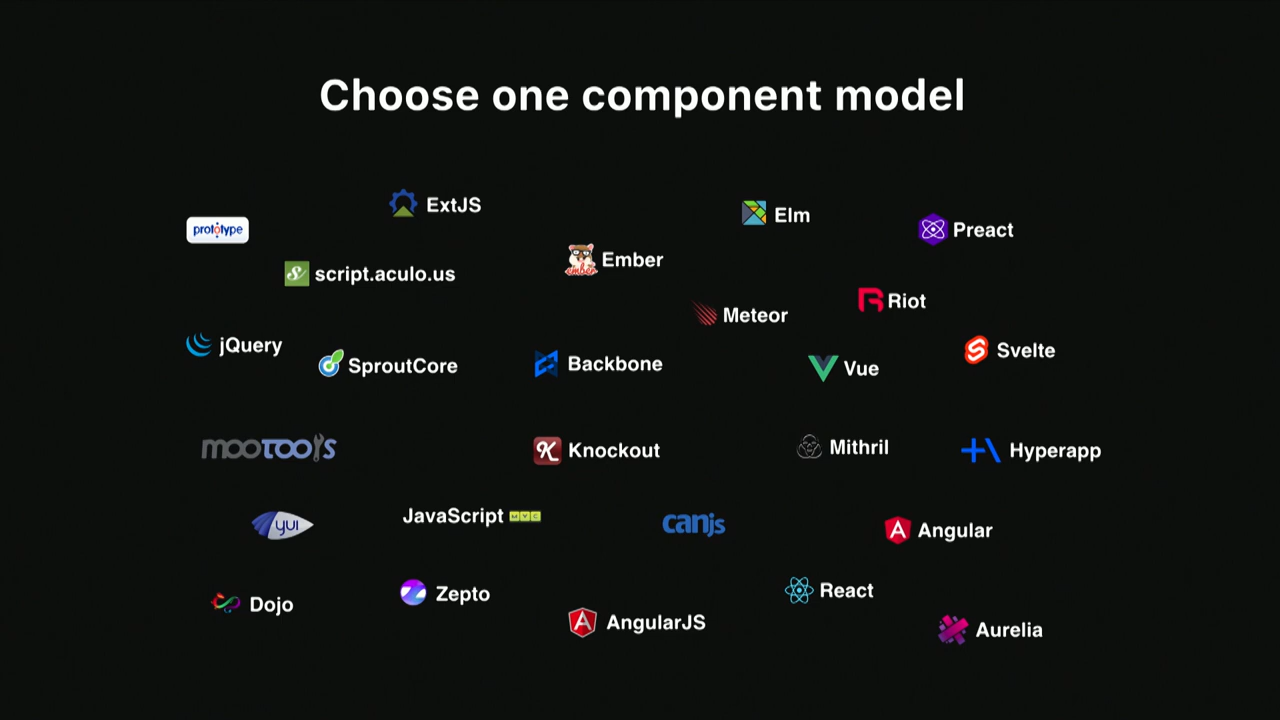 Choose one component model
ExtJS
Elm
prototype
Preact
Ember
ember
script.aculo.us
Riot
Meteor
jQuery
Svelte
SproutCore
Backbone
Vue
mootools
Knockout
Mithril
Hyperapp
yui
JavaScript MVC
canjs
Angular
React
Zepto
Dojo
AngularJS
Aurelia